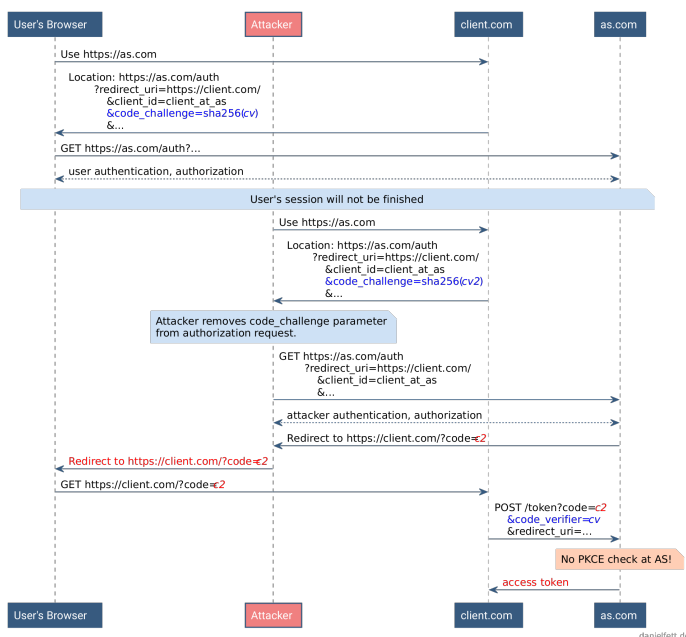 User's Browser
Attacker
client.com
as.com
Use https://as.com
Location: https://as.com/auth
?redirect_uri=https://client.com/
&client_id=client_at_as
&code_challenge=sha256(cv)
&...
GET https://as.com/auth?...
user authentication, authorization
User's session will not be finished
Use https://as.com
Location: https://as.com/auth
?redirect_uri=https://client.com/
&client_id=client_at_as
&code_challenge=sha256(cv2)
&...
Attacker removes code_challenge parameter
from authorization request.
GET https://as.com/auth
?redirect_uri=https://client.com/
&client_id=client_at_as
&...
attacker authentication, authorization
Redirect to https://client.com/?code=c2
Redirect to https://client.com/?code=c2
GET https://client.com/?code=c2
POST /token?code=c2
&code_verifier=cv
&redirect_uri=...
No PKCE check at AS!
access token
User's Browser
Attacker
client.com
as.com